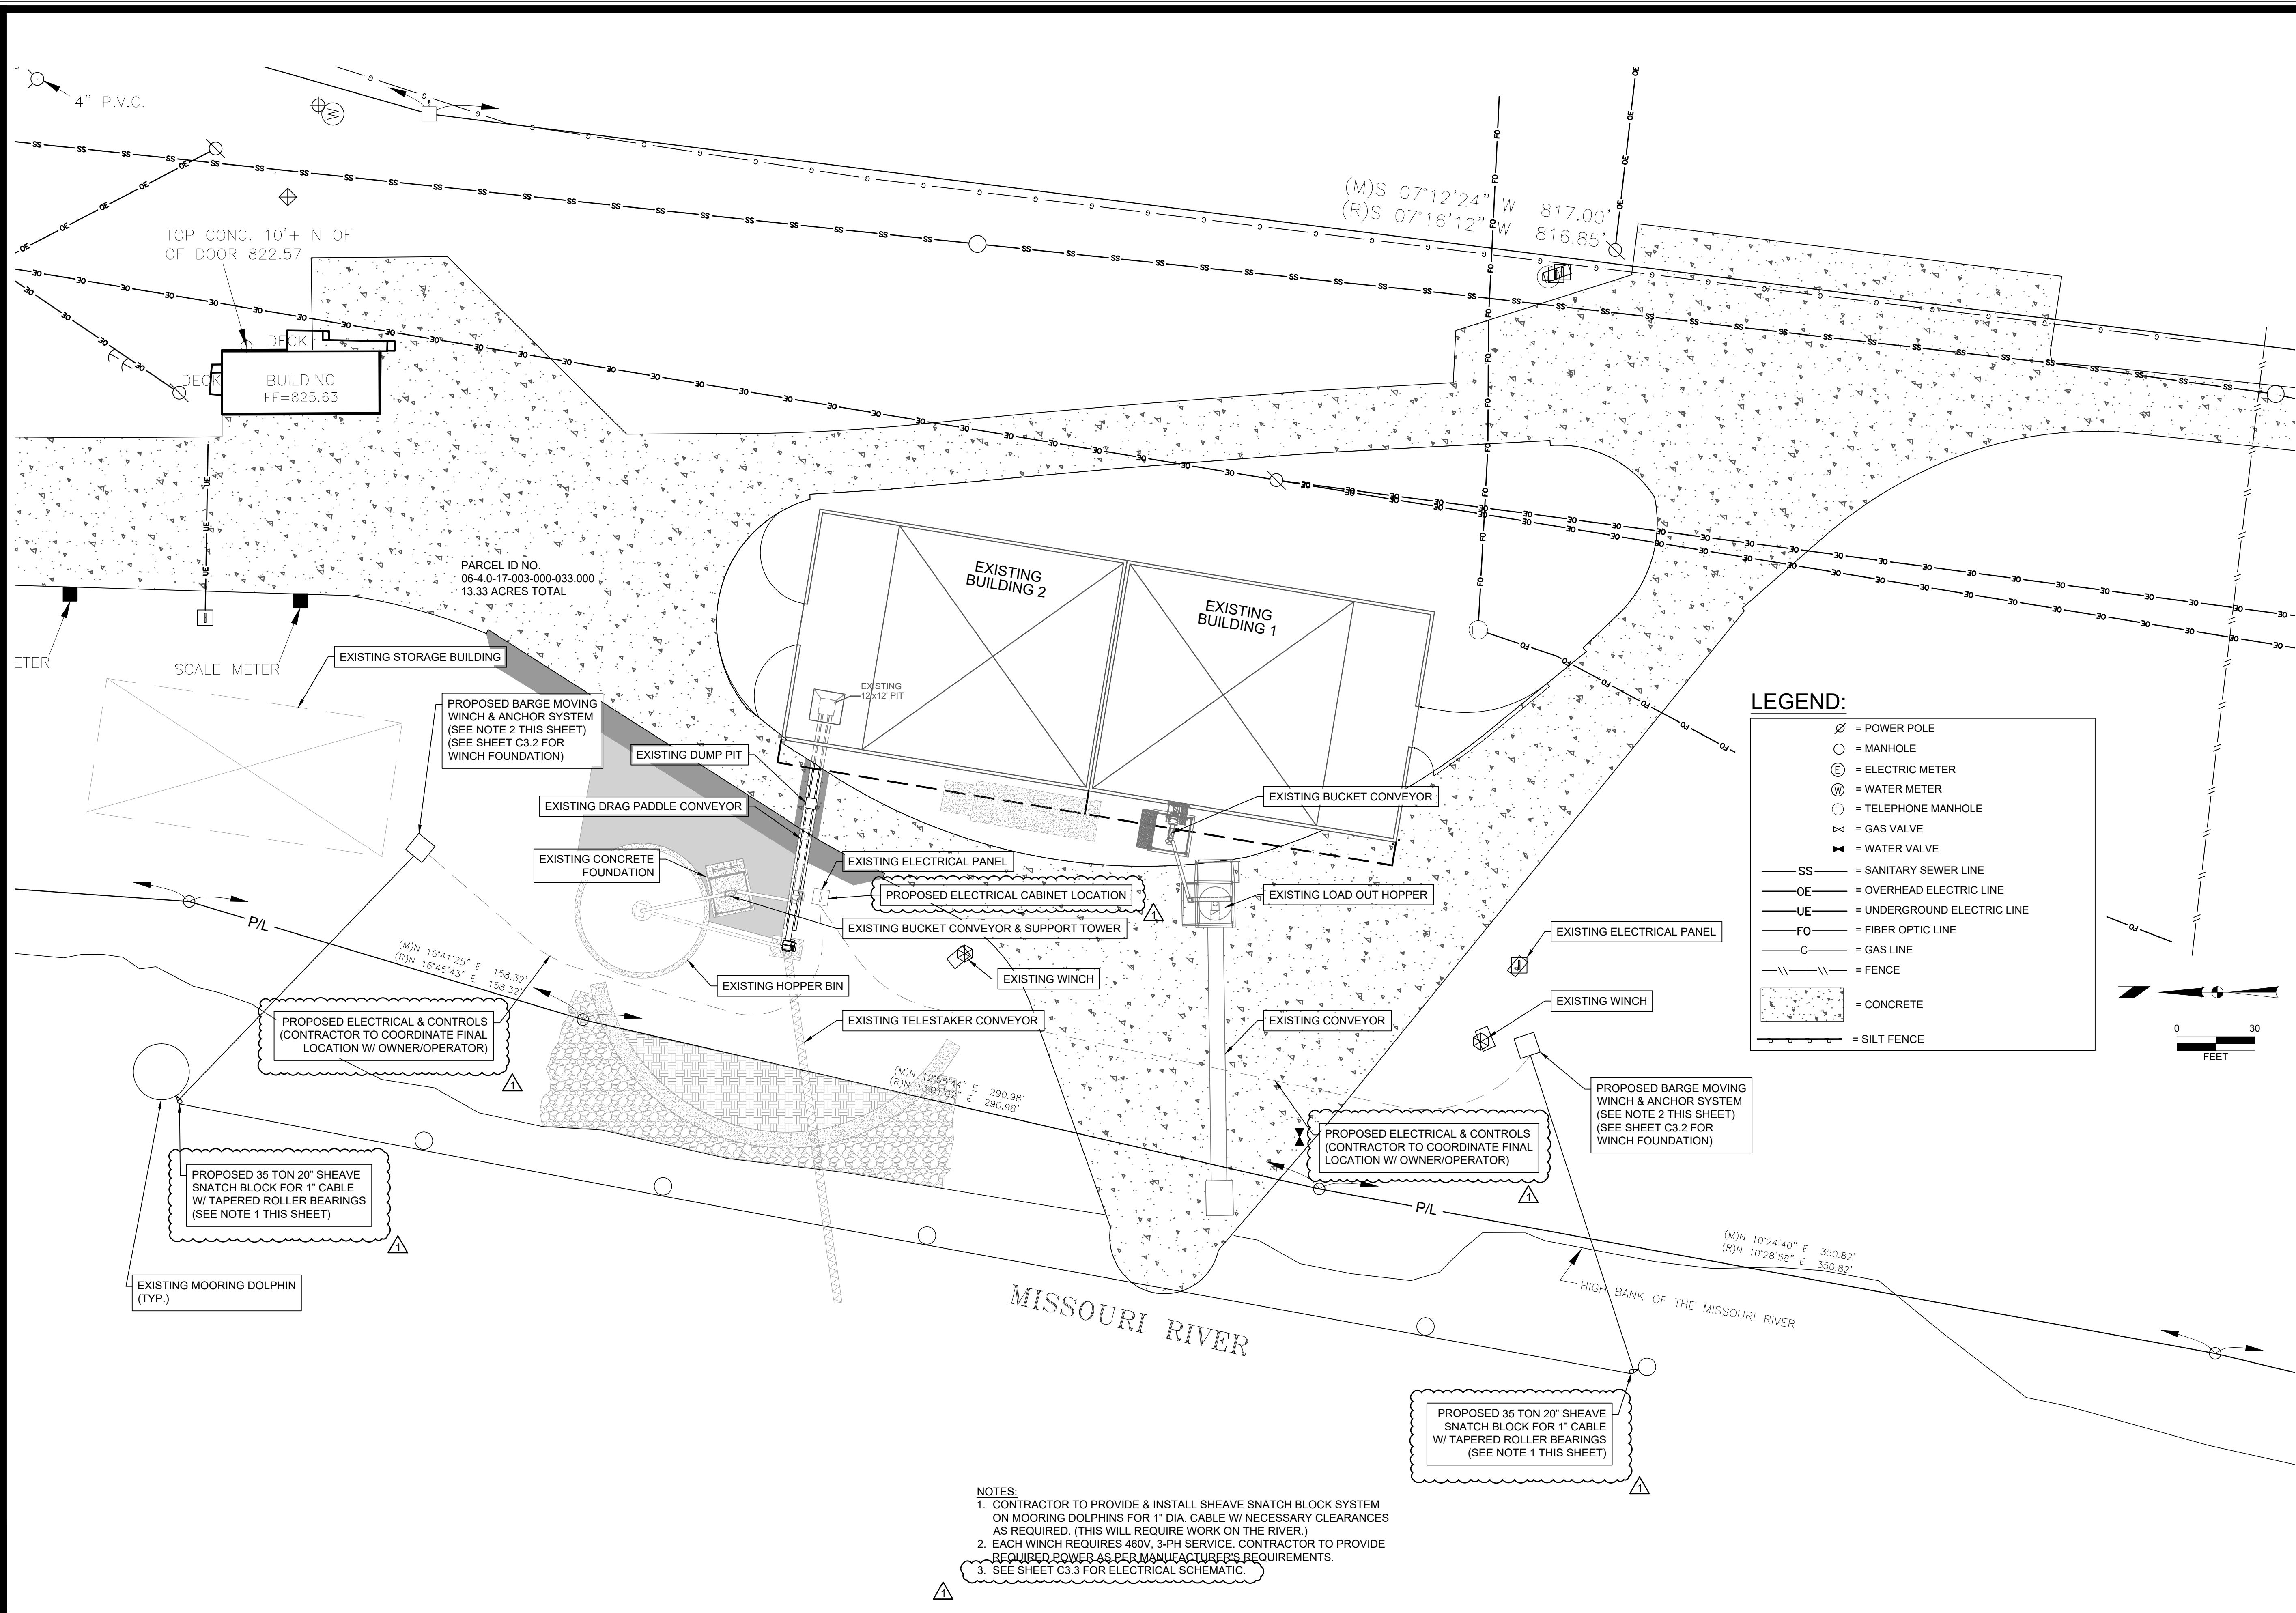 4" P.V.C.
TOP CONC. 10'+ N OF
OF DOOR 822.57
DECK
DECK
BUILDING
FF=825.63
(M)S 07°12'24" W 817.00'
(R)S 07°16'12" W 816.85'
PARCEL ID NO.
06-4.0-17-003-000-033.000
13.33 ACRES TOTAL
EXISTING
BUILDING 2
EXISTING
BUILDING 1
ETER
SCALE METER
EXISTING STORAGE BUILDING
PROPOSED BARGE MOVING
WINCH & ANCHOR SYSTEM
(SEE NOTE 2 THIS SHEET)
(SEE SHEET C3.2 FOR
WINCH FOUNDATION)
EXISTING
12'x12' PIT
EXISTING DUMP PIT
EXISTING DRAG PADDLE CONVEYOR
EXISTING CONCRETE
FOUNDATION
EXISTING ELECTRICAL PANEL
PROPOSED ELECTRICAL CABINET LOCATION
1
EXISTING BUCKET CONVEYOR & SUPPORT TOWER
EXISTING WINCH
EXISTING HOPPER BIN
EXISTING TELESTAKER CONVEYOR
EXISTING BUCKET CONVEYOR
EXISTING LOAD OUT HOPPER
EXISTING CONVEYOR
EXISTING ELECTRICAL PANEL
EXISTING WINCH
LEGEND:
= POWER POLE
= MANHOLE
E = ELECTRIC METER
W = WATER METER
T = TELEPHONE MANHOLE
= GAS VALVE
= WATER VALVE
SS = SANITARY SEWER LINE
OE = OVERHEAD ELECTRIC LINE
UE = UNDERGROUND ELECTRIC LINE
FO = FIBER OPTIC LINE
G = GAS LINE
= FENCE
= CONCRETE
= SILT FENCE
0 30
FEET
P/L
(M)N 16°41'25" E 158.32'
(R)N 16°45'43" E 158.32'
PROPOSED ELECTRICAL & CONTROLS
(CONTRACTOR TO COORDINATE FINAL
LOCATION W/ OWNER/OPERATOR)
1
(M)N 12°56'44" E 290.98'
(R)N 13°01'02" E 290.98'
PROPOSED ELECTRICAL & CONTROLS
(CONTRACTOR TO COORDINATE FINAL
LOCATION W/ OWNER/OPERATOR)
1
PROPOSED BARGE MOVING
WINCH & ANCHOR SYSTEM
(SEE NOTE 2 THIS SHEET)
(SEE SHEET C3.2 FOR
WINCH FOUNDATION)
PROPOSED 35 TON 20" SHEAVE
SNATCH BLOCK FOR 1" CABLE
W/ TAPERED ROLLER BEARINGS
(SEE NOTE 1 THIS SHEET)
1
EXISTING MOORING DOLPHIN
(TYP.)
P/L
(M)N 10°24'40" E 350.82'
(R)N 10°28'58" E 350.82'
HIGH BANK OF THE MISSOURI RIVER
MISSOURI RIVER
PROPOSED 35 TON 20" SHEAVE
SNATCH BLOCK FOR 1" CABLE
W/ TAPERED ROLLER BEARINGS
(SEE NOTE 1 THIS SHEET)
1
NOTES:
1. CONTRACTOR TO PROVIDE & INSTALL SHEAVE SNATCH BLOCK SYSTEM
ON MOORING DOLPHINS FOR 1" DIA. CABLE W/ NECESSARY CLEARANCES
AS REQUIRED. (THIS WILL REQUIRE WORK ON THE RIVER.)
2. EACH WINCH REQUIRES 460V, 3-PH SERVICE. CONTRACTOR TO PROVIDE
REQUIRED POWER AS PER MANUFACTURER'S REQUIREMENTS.
3. SEE SHEET C3.3 FOR ELECTRICAL SCHEMATIC.
1